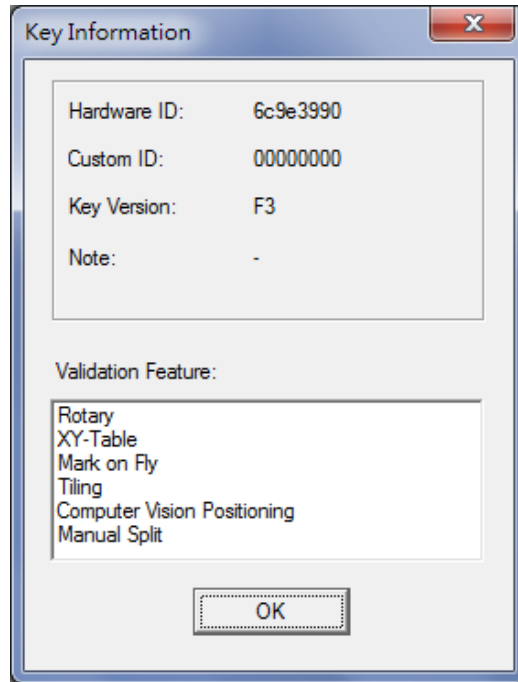 Key Information
Hardware ID: 6c9e3990
Custom ID: 00000000
Key Version: F3
Note: -
Validation Feature:
Rotary
XY-Table
Mark on Fly
Tiling
Computer Vision Positioning
Manual Split
OK